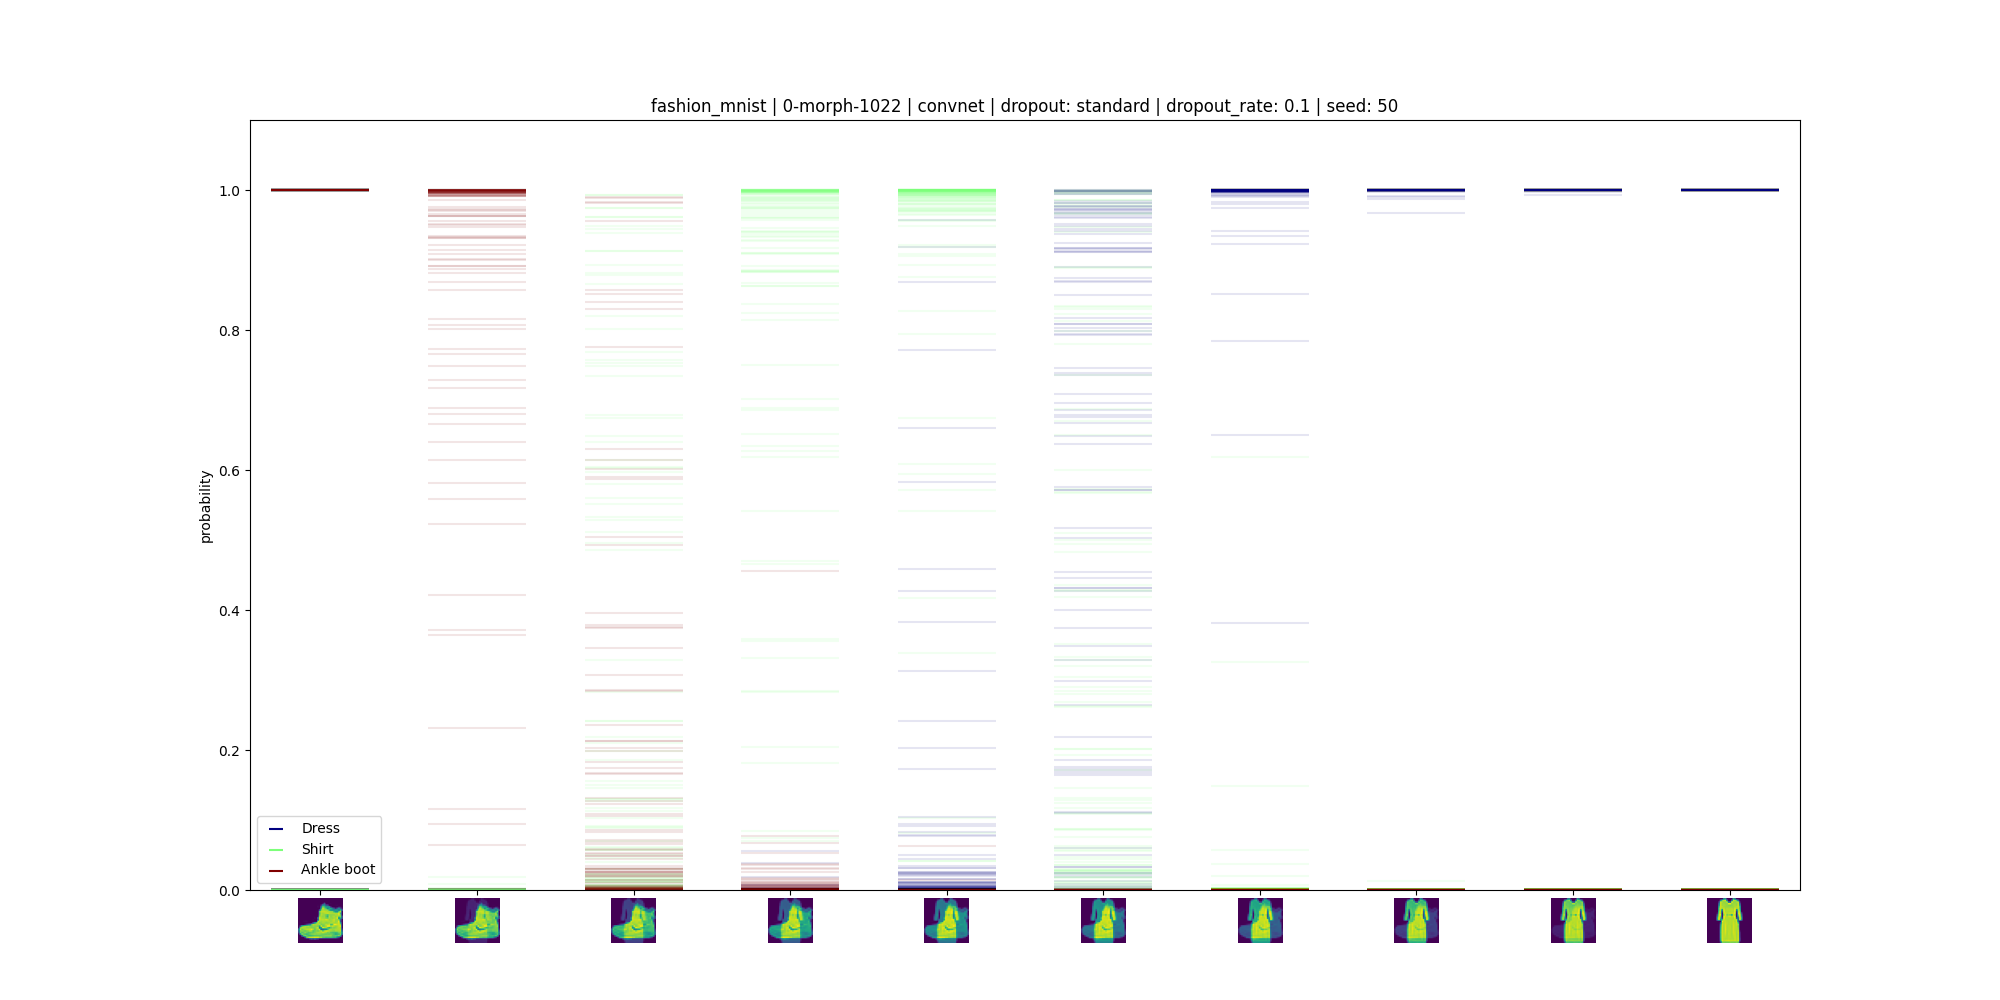 fashion_mnist | 0-morph-1022 | convnet | dropout: standard | dropout_rate: 0.1 | seed: 50
probability
1.0
0.8
0.6
0.4
0.2
0.0
Dress
Shirt
Ankle boot